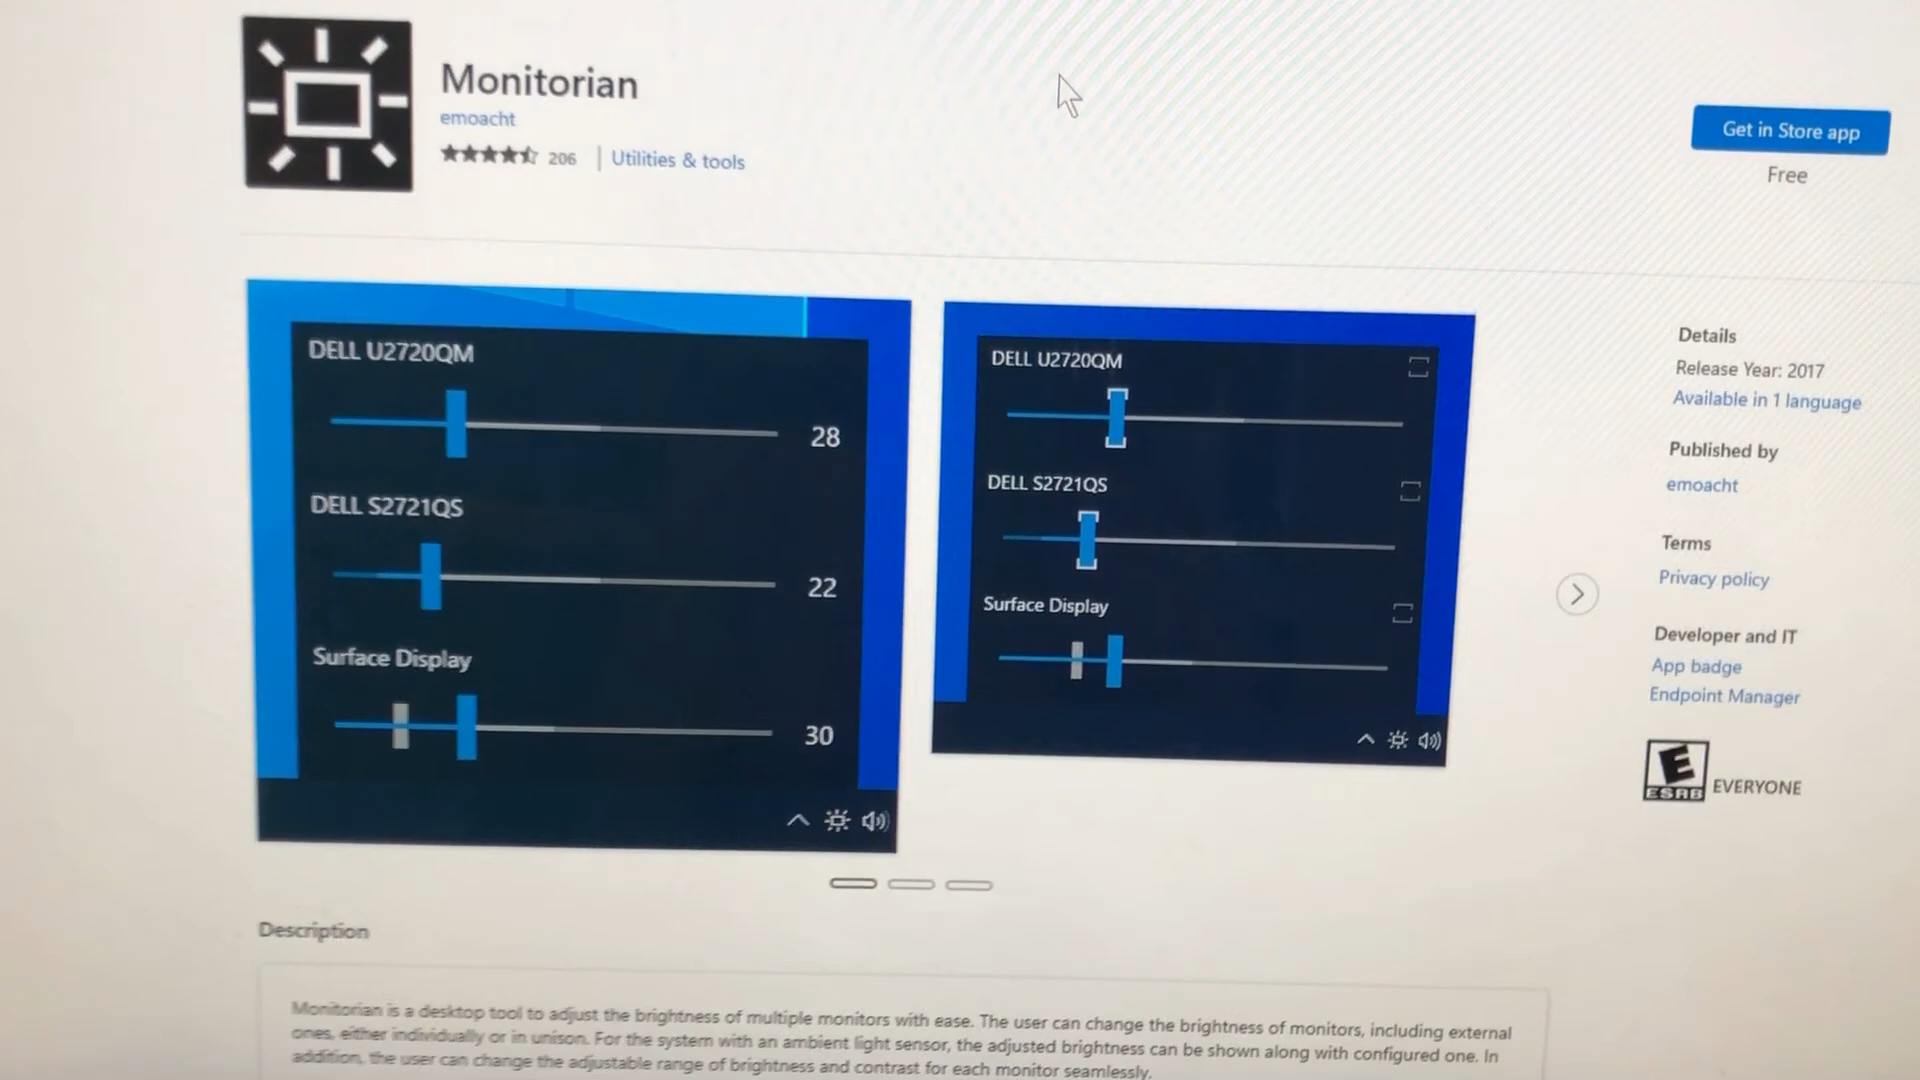 Monitorian
emoacht
206 | Utilities & tools
Get in Store app
Free
DELL U2720QM
28
DELL S2721QS
22
Surface Display
30
DELL U2720QM
DELL S2721QS
Surface Display
Details
Release Year: 2017
Available in 1 language
Published by
emoacht
Terms
Privacy policy
Developer and IT
App badge
Endpoint Manager
E
ESRB
EVERYONE
Description
Monitorian is a desktop tool to adjust the brightness of multiple monitors with ease. The user can change the brightness of monitors, including external
ones, either individually or in unison. For the system with an ambient light sensor, the adjusted brightness can be shown along with configured one. In
addition, the user can change the adjustable range of brightness and contrast for each monitor seamlessly.